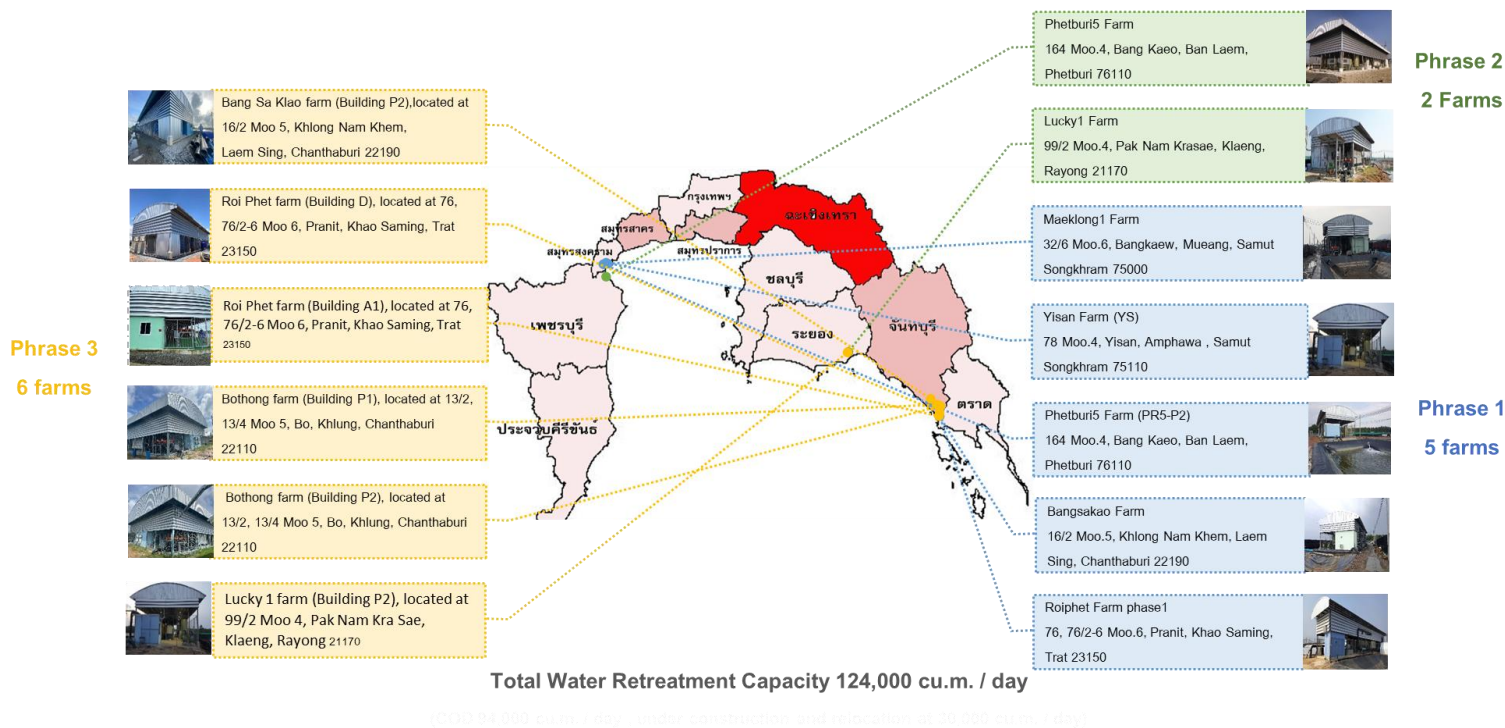 Phetburi5 Farm
164 Moo.4, Bang Kaeo, Ban Laem,
Phetburi 76110
Phrase 2
2 Farms
Lucky1 Farm
99/2 Moo.4, Pak Nam Krasae, Klaeng,
Rayong 21170
Bang Sa Klao farm (Building P2),located at
16/2 Moo 5, Khlong Nam Khem,
Laem Sing, Chanthaburi 22190
Roi Phet farm (Building D), located at 76,
76/2-6 Moo 6, Pranit, Khao Saming, Trat
23150
Roi Phet farm (Building A1), located at 76,
76/2-6 Moo 6, Pranit, Khao Saming, Trat
23150
Phrase 3
6 farms
Bothong farm (Building P1), located at 13/2,
13/4 Moo 5, Bo, Khlung, Chanthaburi
22110
Bothong farm (Building P2), located at
13/2, 13/4 Moo 5, Bo, Khlung, Chanthaburi
22110
Lucky 1 farm (Building P2), located at
99/2 Moo 4, Pak Nam Kra Sae,
Klaeng, Rayong 21170
กรุงเทพฯ
ฉะเชิงเทรา
สมุทรสาคร
สมุทรสงคราม
สมุทรปราการ
ชลบุรี
เพชรบุรี
ระยอง
จันทบุรี
ตราด
ประจวบคีรีขันธ์
Maeklong1 Farm
32/6 Moo.6, Bangkaew, Mueang, Samut
Songkhram 75000
Yisan Farm (YS)
78 Moo.4, Yisan, Amphawa , Samut
Songkhram 75110
Phetburi5 Farm (PR5-P2)
164 Moo.4, Bang Kaeo, Ban Laem,
Phetburi 76110
Phrase 1
5 farms
Bangsakao Farm
16/2 Moo.5, Khlong Nam Khem, Laem
Sing, Chanthaburi 22190
Roiphet Farm phase1
76, 76/2-6 Moo.6, Pranit, Khao Saming,
Trat 23150
Total Water Retreatment Capacity 124,000 cu.m. / day
(COD 94,000 cu.m. / day , under construction and relocation at 30,000 cu.m. / day)